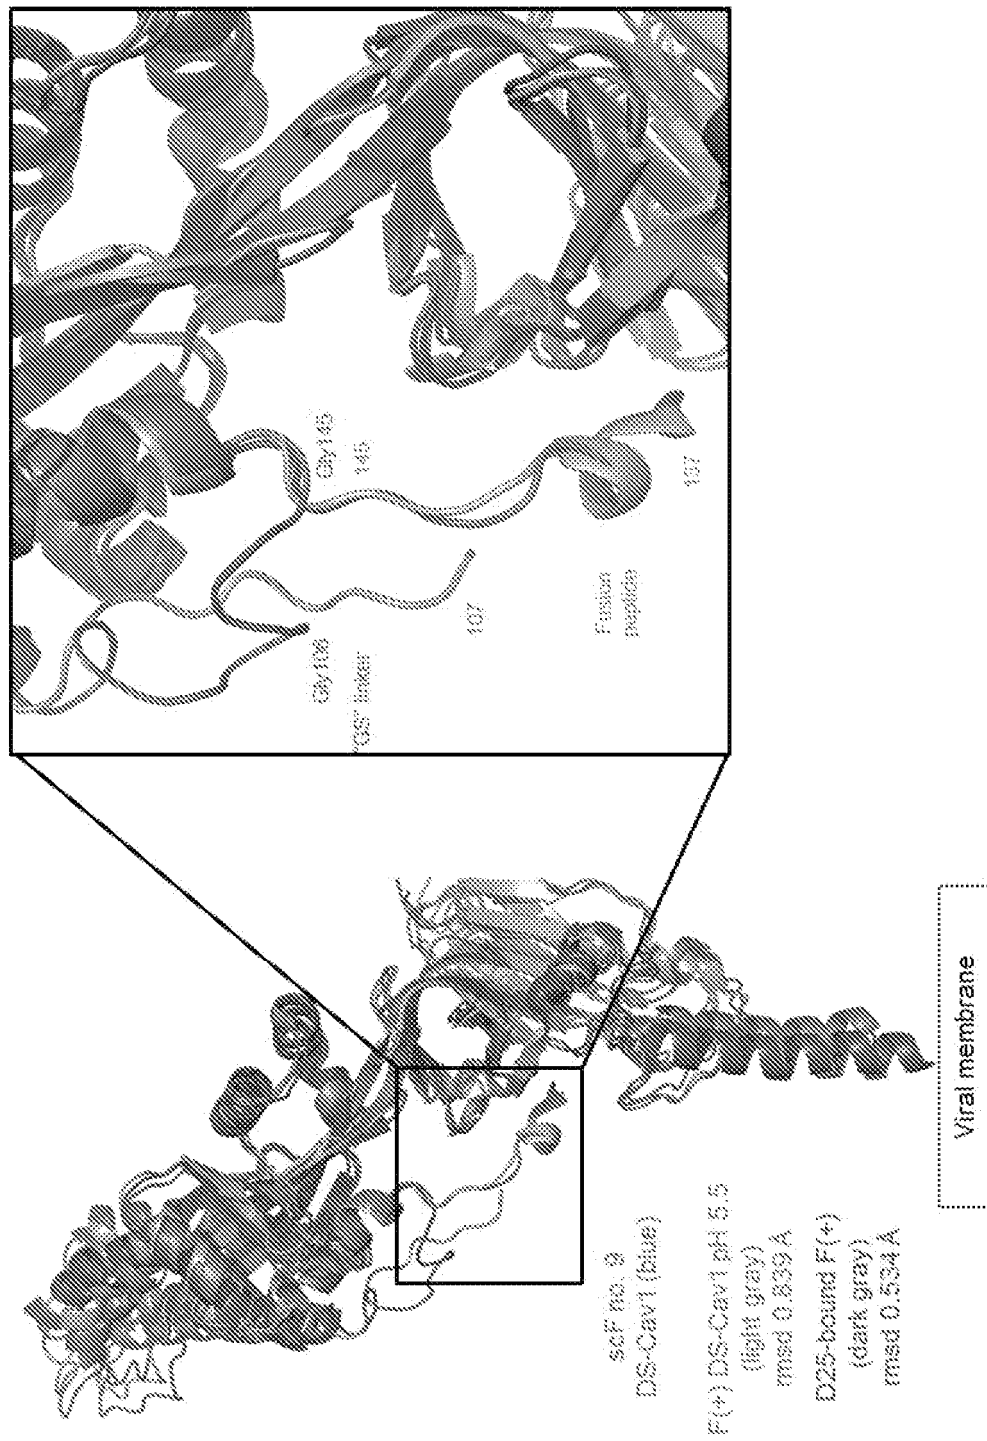 scF no. 9
DS-Cav1 (blue)
F(+) DS-Cav1 pH 5.5
(light gray)
rmsd 0.839 Å
D25-bound F(+)
(dark gray)
rmsd 0.534 Å
Viral membrane
Gly106
"GS" linker
107
Gly145
145
Fusion
peptide
137